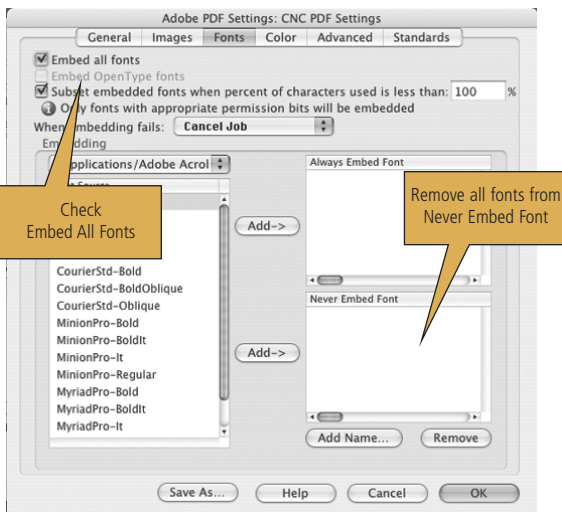 Adobe PDF Settings: CNC PDF Settings
General Images Fonts Color Advanced Standards
Embed all fonts
Embed OpenType fonts
Subset embedded fonts when percent of characters used is less than: 100 %
Only fonts with appropriate permission bits will be embedded
When embedding fails: Cancel Job
Embedding
Applications/Adobe Acrol
Always Embed Font
Check
Embed All Fonts
Remove all fonts from
Never Embed Font
Add->
CourierStd-Bold
CourierStd-BoldOblique
CourierStd-Oblique
MinionPro-Bold
MinionPro-BoldIt
MinionPro-It
MinionPro-Regular
MyriadPro-Bold
MyriadPro-BoldIt
MyriadPro-It
Never Embed Font
Add->
Add Name... Remove
Save As... Help Cancel OK